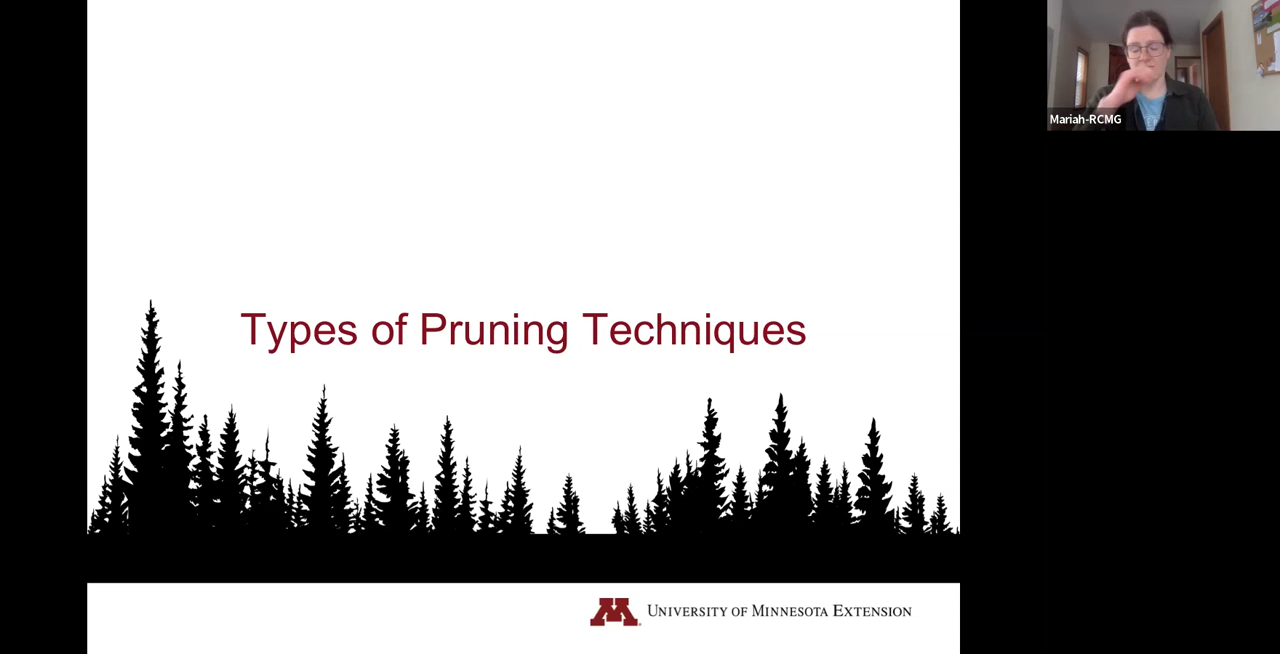 Types of Pruning Techniques
Mariah-RCMG
University of Minnesota Extension